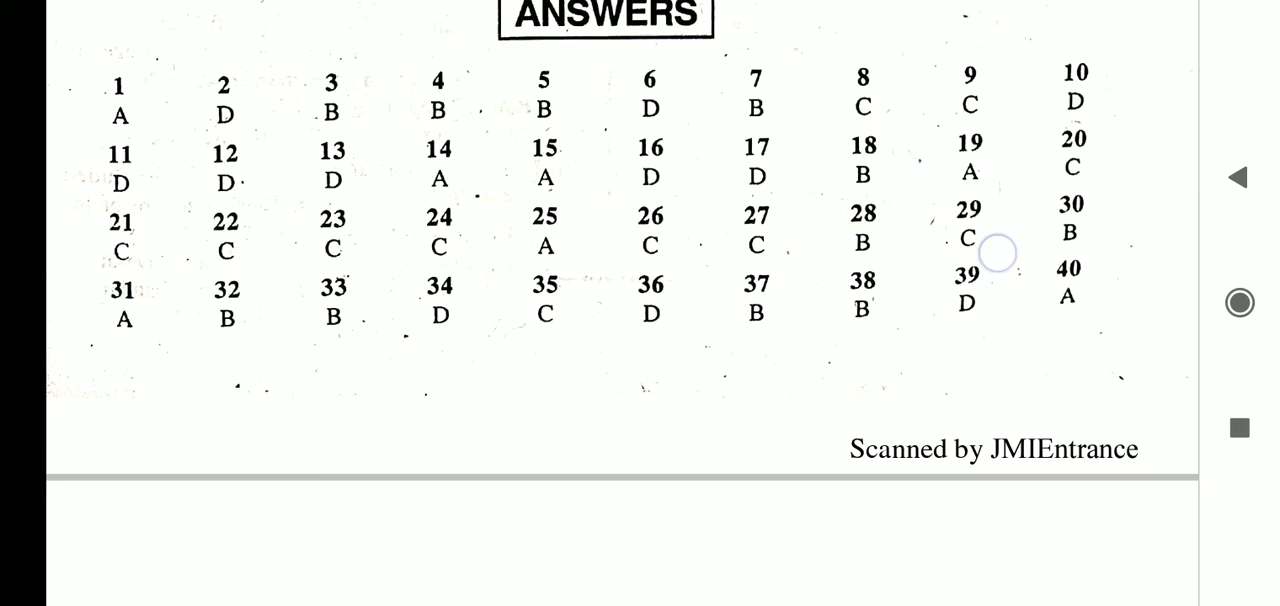 ANSWERS
1 2 3 4 5 6 7 8 9 10
A D B B B D B C C D
11 12 13 14 15 16 17 18 19 20
D D D A A D D B A C
21 22 23 24 25 26 27 28 29 30
C C C C A C C B C B
31 32 33 34 35 36 37 38 39 40
A B B D C D B B D A
Scanned by JMIEntrance